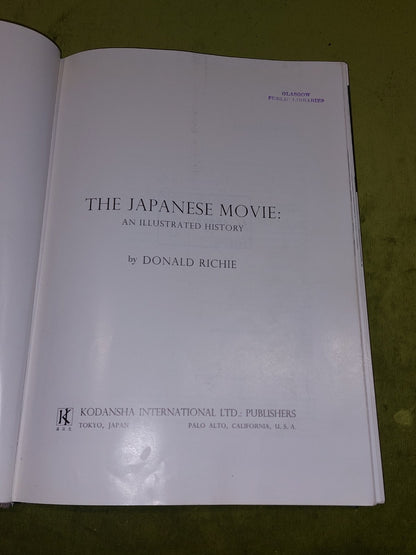 GLASGOW
PUBLIC LIBRARIES
THE JAPANESE MOVIE:
AN ILLUSTRATED HISTORY
by DONALD RICHIE
KODANSHA INTERNATIONAL LTD.: PUBLISHERS
TOKYO, JAPAN PALO ALTO, CALIFORNIA, U. S. A.